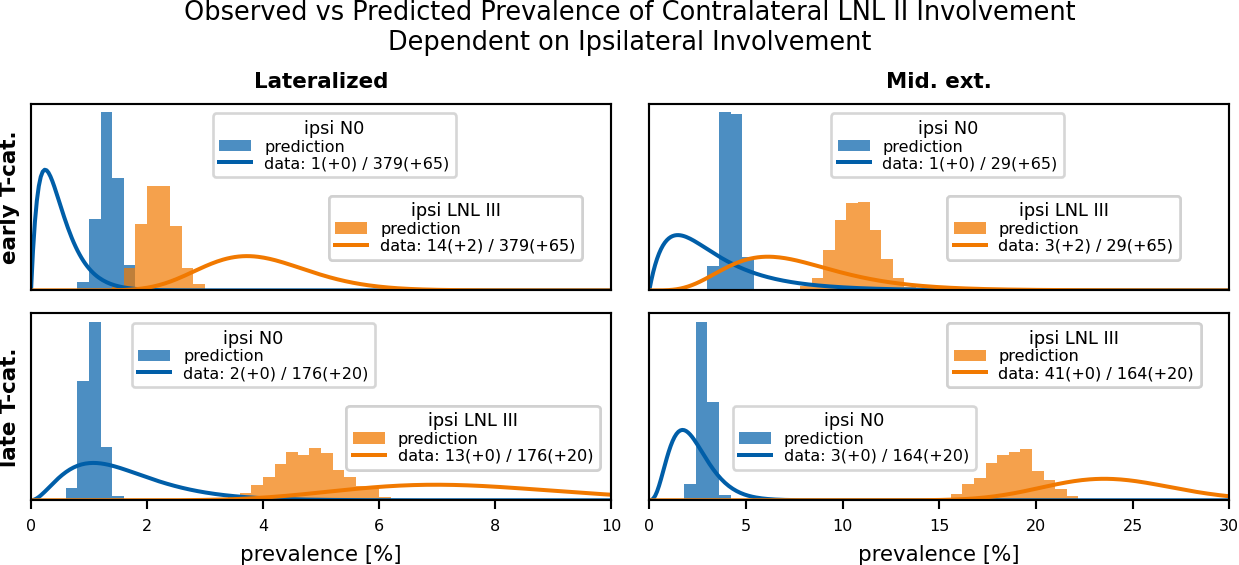 Observed vs Predicted Prevalence of Contralateral LNL II Involvement
Dependent on Ipsilateral Involvement
Lateralized
Mid. ext.
early T-cat.
ipsi N0
prediction
data: 1(+0) / 379(+65)
ipsi LNL III
prediction
data: 14(+2) / 379(+65)
ipsi N0
prediction
data: 1(+0) / 29(+65)
ipsi LNL III
prediction
data: 3(+2) / 29(+65)
late T-cat.
ipsi N0
prediction
data: 2(+0) / 176(+20)
ipsi LNL III
prediction
data: 13(+0) / 176(+20)
ipsi LNL III
prediction
data: 41(+0) / 164(+20)
ipsi N0
prediction
data: 3(+0) / 164(+20)
0 2 4 6 8 10
0 5 10 15 20 25 30
prevalence [%]
prevalence [%]